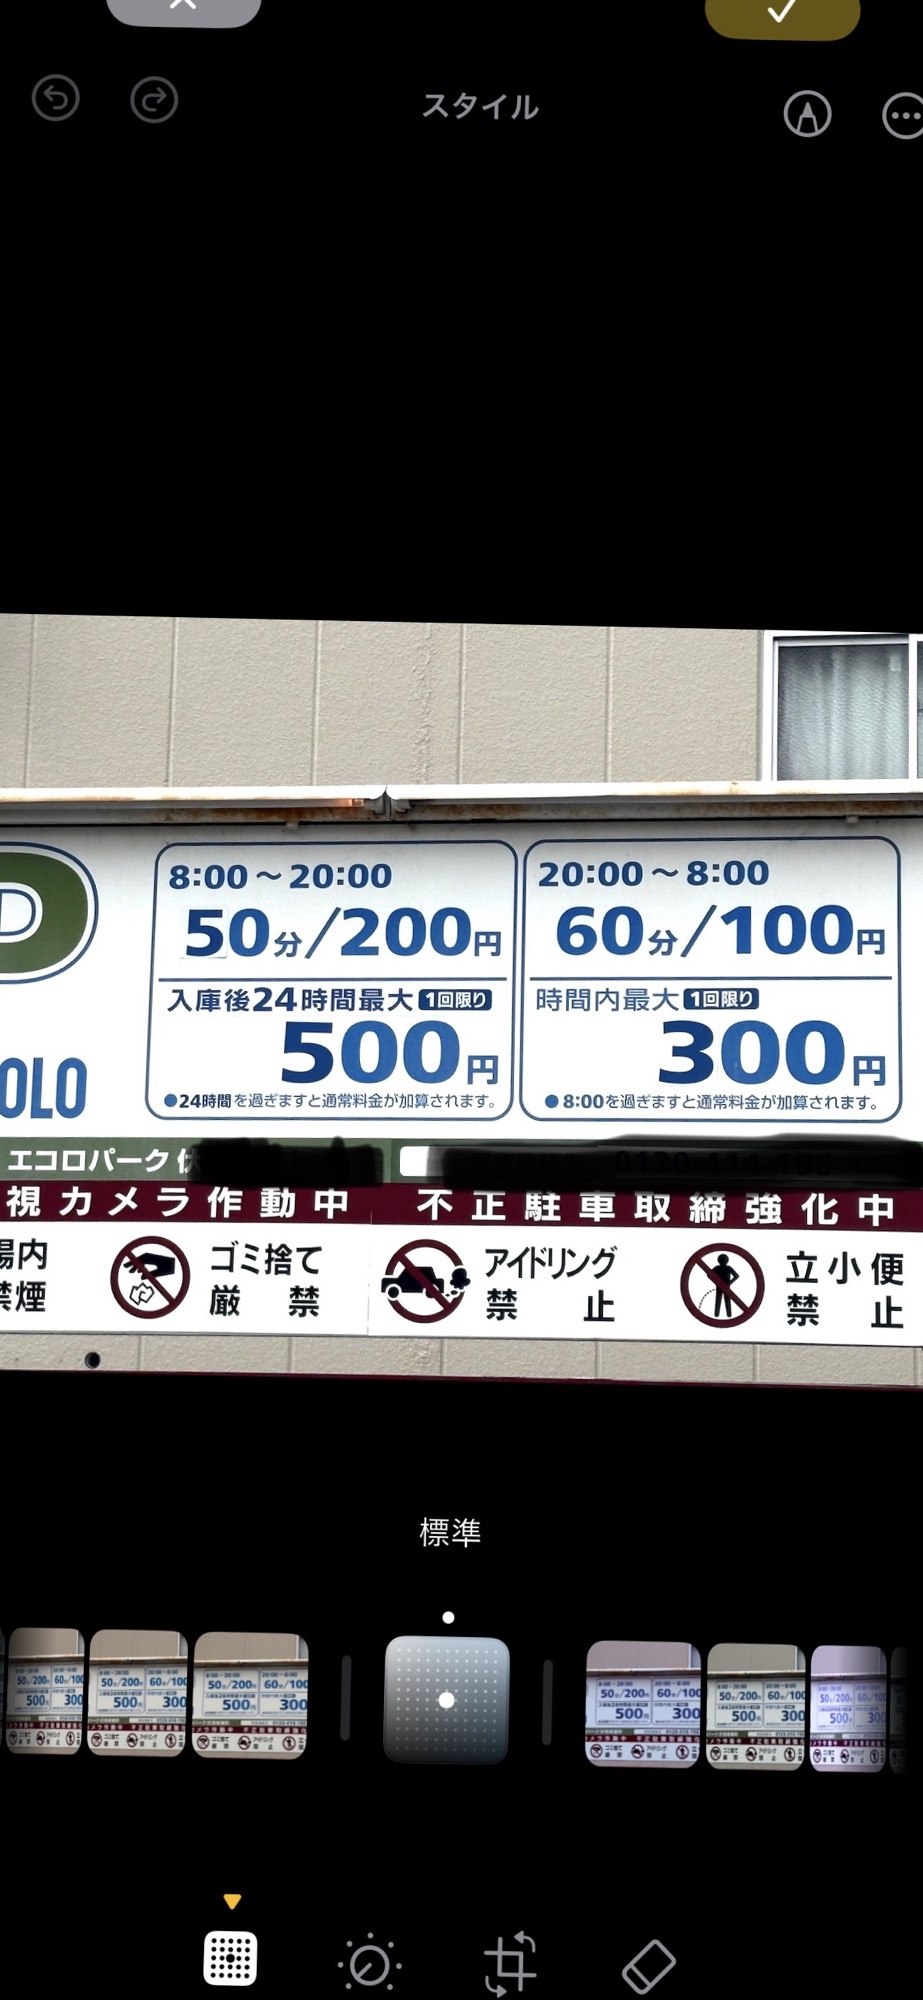 スタイル
8:00～20:00
50分/200円
入庫後24時間最大 1回限り
500円
●24時間を過ぎますと通常料金が加算されます。
20:00～8:00
60分/100円
時間内最大 1回限り
300円
●8:00を過ぎますと通常料金が加算されます。
OLO
エコロパーク
視カメラ作動中 不正駐車取締強化中
場内
禁煙
ゴミ捨て
厳禁
アイドリング
禁止
立小便
禁止
標準